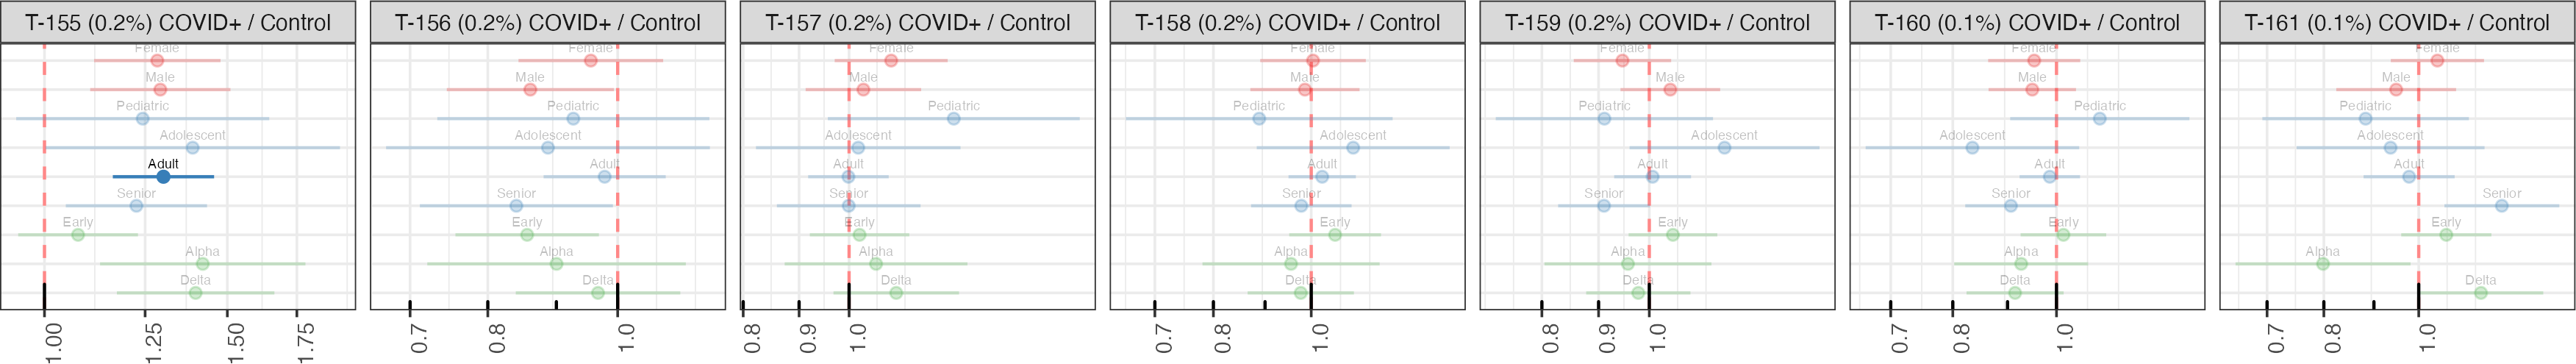 T-155 (0.2%) COVID+ / Control
Female
Male
Pediatric
Adolescent
Adult
Senior
Early
Alpha
Delta
1.00
1.25
1.50
1.75
T-156 (0.2%) COVID+ / Control
Female
Male
Pediatric
Adolescent
Adult
Senior
Early
Alpha
Delta
0.7
0.8
1.0
T-157 (0.2%) COVID+ / Control
Female
Male
Pediatric
Adolescent
Adult
Senior
Early
Alpha
Delta
0.8
0.9
1.0
T-158 (0.2%) COVID+ / Control
Female
Male
Pediatric
Adolescent
Adult
Senior
Early
Alpha
Delta
0.7
0.8
1.0
T-159 (0.2%) COVID+ / Control
Female
Male
Pediatric
Adolescent
Adult
Senior
Early
Alpha
Delta
0.8
0.9
1.0
T-160 (0.1%) COVID+ / Control
Female
Male
Pediatric
Adolescent
Adult
Senior
Early
Alpha
Delta
0.7
0.8
1.0
T-161 (0.1%) COVID+ / Control
Female
Male
Pediatric
Adolescent
Adult
Senior
Early
Alpha
Delta
0.7
0.8
1.0